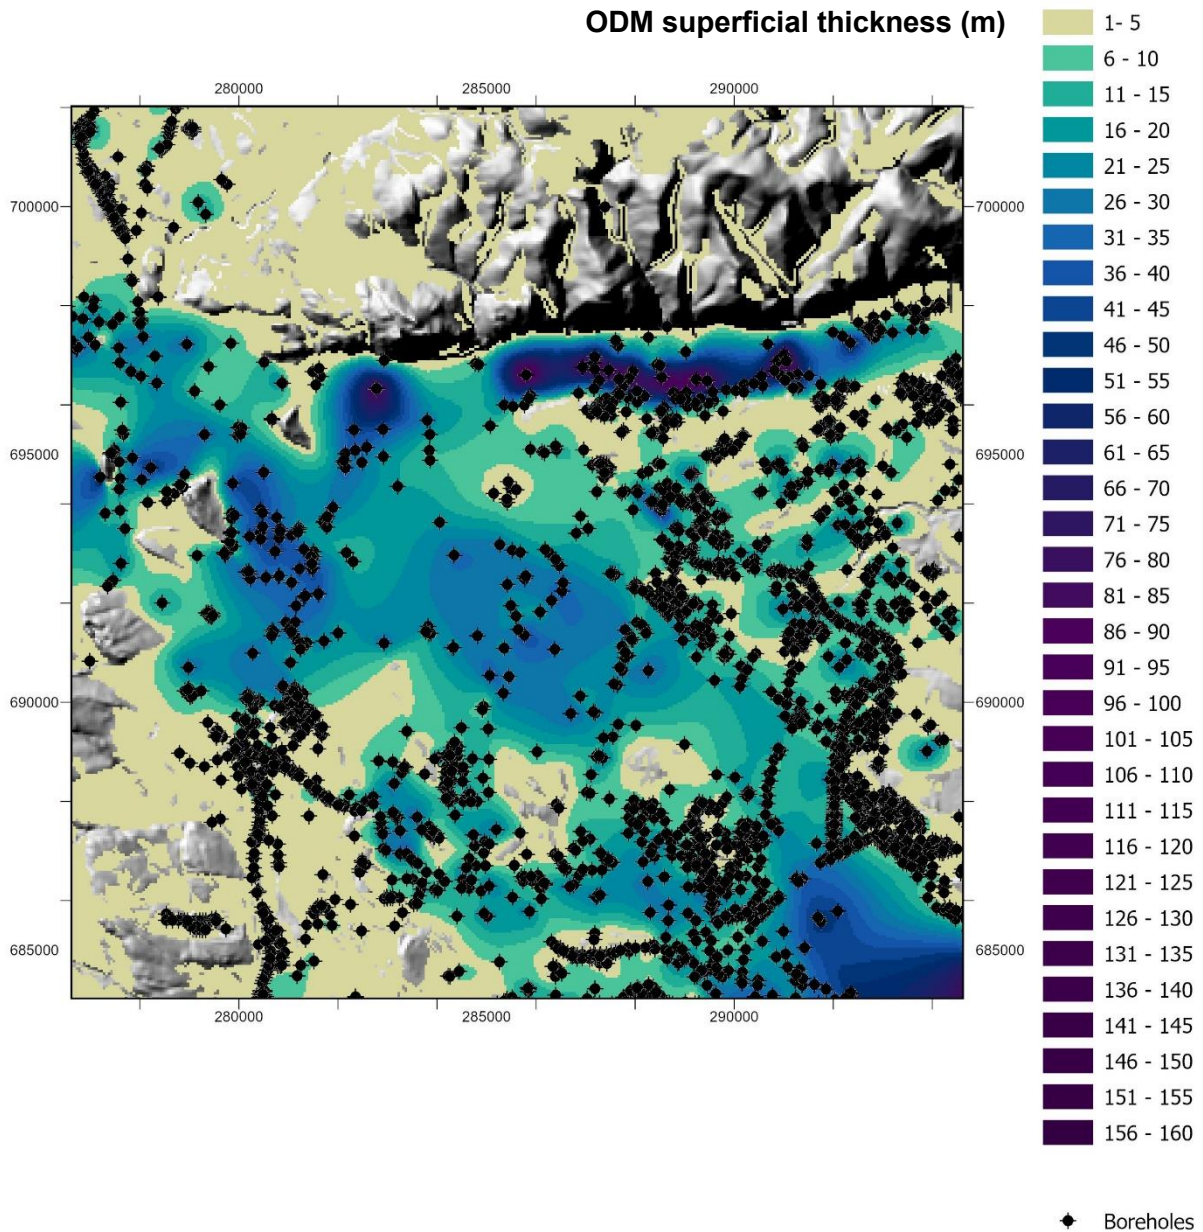 ODM superficial thickness (m)
1- 5
6 - 10
11 - 15
16 - 20
21 - 25
26 - 30
31 - 35
36 - 40
41 - 45
46 - 50
51 - 55
56 - 60
61 - 65
66 - 70
71 - 75
76 - 80
81 - 85
86 - 90
91 - 95
96 - 100
101 - 105
106 - 110
111 - 115
116 - 120
121 - 125
126 - 130
131 - 135
136 - 140
141 - 145
146 - 150
151 - 155
156 - 160
Boreholes
280000 285000 290000
700000 700000
695000 695000
690000 690000
685000 685000
280000 285000 290000